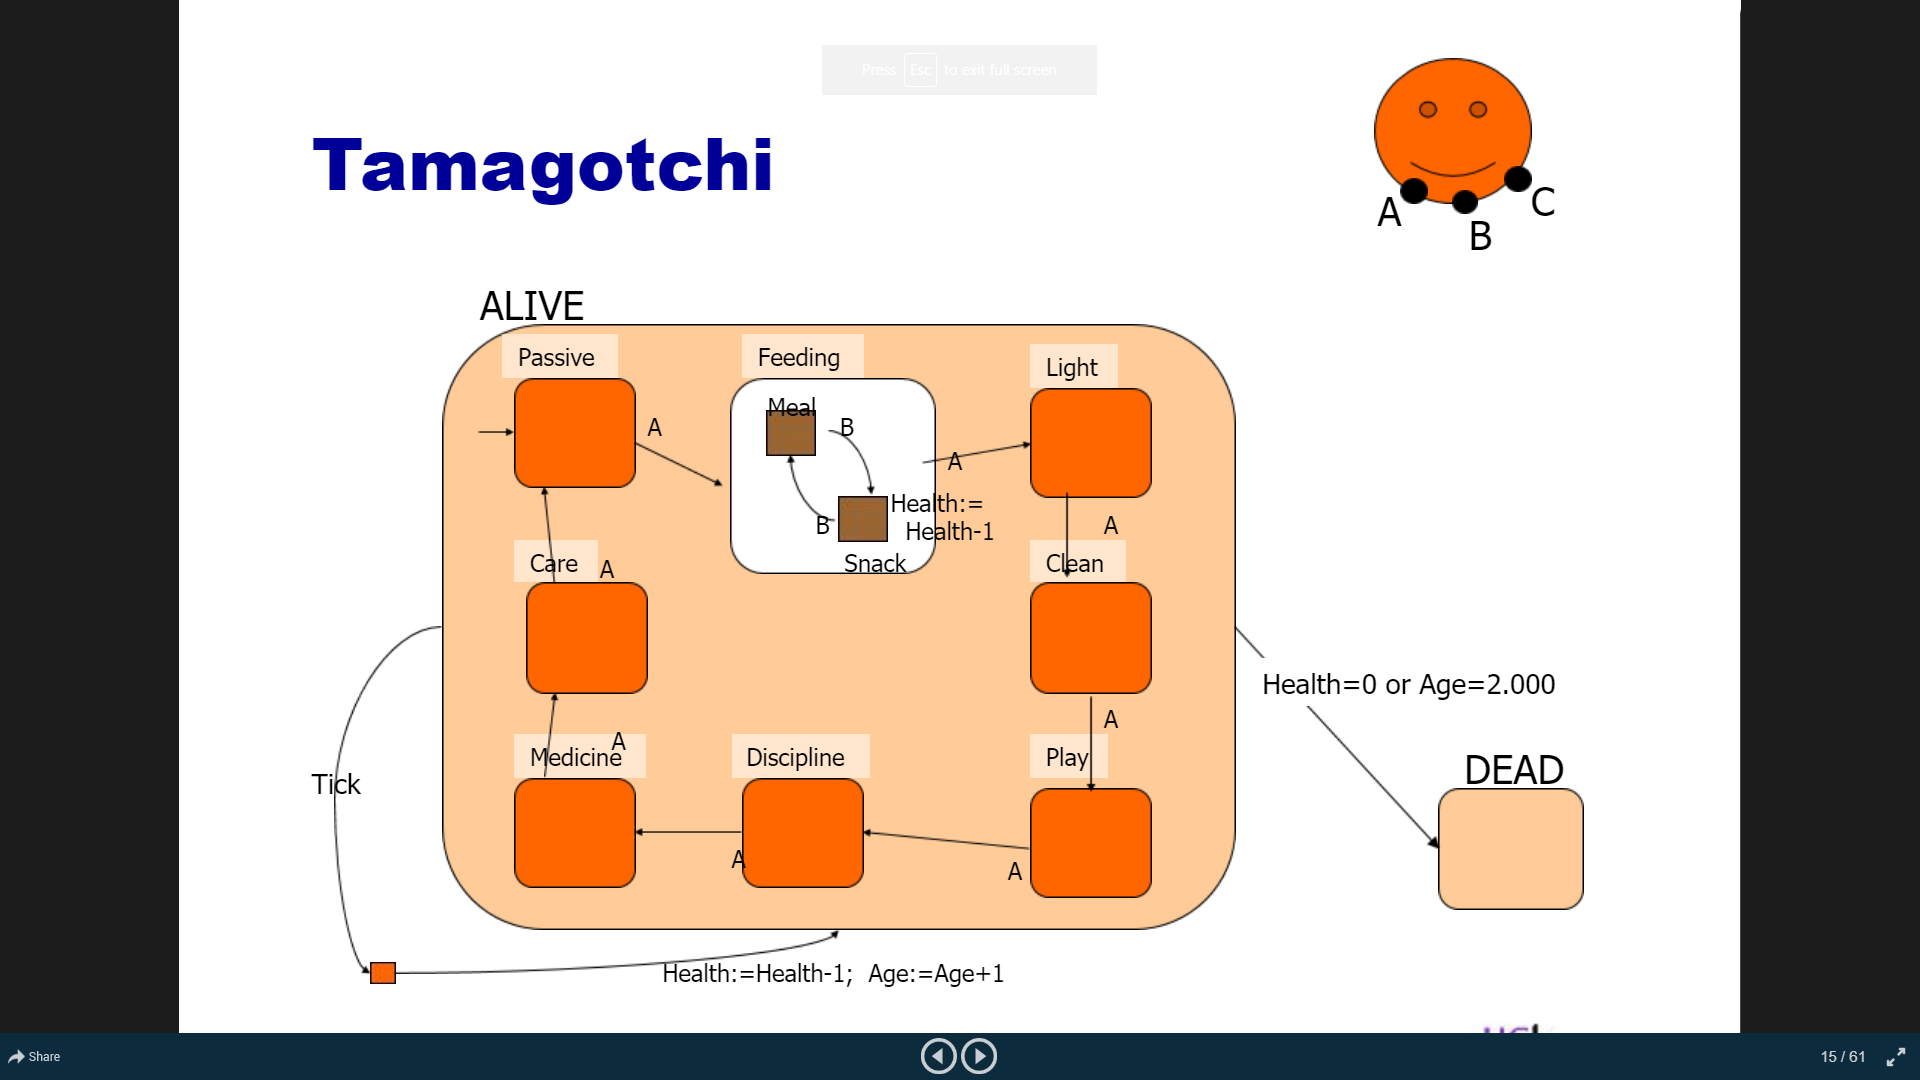 Press Esc to exit full screen
Tamagotchi
A
B
C
ALIVE
Passive
Feeding
Light
Meal
A
B
A
Health:=
Health-1
B
Snack
A
Care
A
Clean
A
Medicine
A
Discipline
Play
A
A
Tick
Health=0 or Age=2.000
DEAD
Health:=Health-1; Age:=Age+1
Share
15 / 61